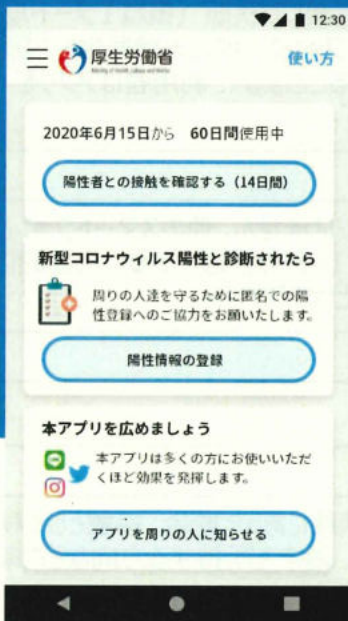 12:30
厚生労働省
Ministry of Health, Labour and Welfare
使い方
2020年6月15日から 60日間使用中
陽性者との接触を確認する（14日間）
新型コロナウィルス陽性と診断されたら
周りの人達を守るために匿名での陽
性登録へのご協力をお願いたします。
陽性情報の登録
本アプリを広めましょう
本アプリは多くの方にお使いいただ
くほど効果を発揮します。
アプリを周りの人に知らせる